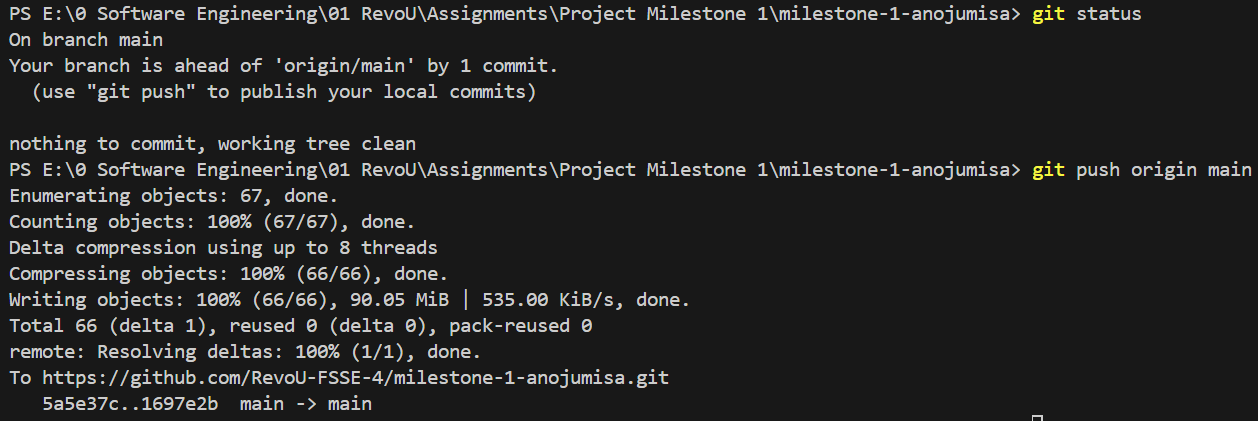 PS E:\0 Software Engineering\01 RevoU\Assignments\Project Milestone 1\milestone-1-anojumisa> git status
On branch main
Your branch is ahead of 'origin/main' by 1 commit.
  (use "git push" to publish your local commits)

nothing to commit, working tree clean
PS E:\0 Software Engineering\01 RevoU\Assignments\Project Milestone 1\milestone-1-anojumisa> git push origin main
Enumerating objects: 67, done.
Counting objects: 100% (67/67), done.
Delta compression using up to 8 threads
Compressing objects: 100% (66/66), done.
Writing objects: 100% (66/66), 90.05 MiB | 535.00 KiB/s, done.
Total 66 (delta 1), reused 0 (delta 0), pack-reused 0
remote: Resolving deltas: 100% (1/1), done.
To https://github.com/RevoU-FSSE-4/milestone-1-anojumisa.git
   5a5e37c..1697e2b  main -> main